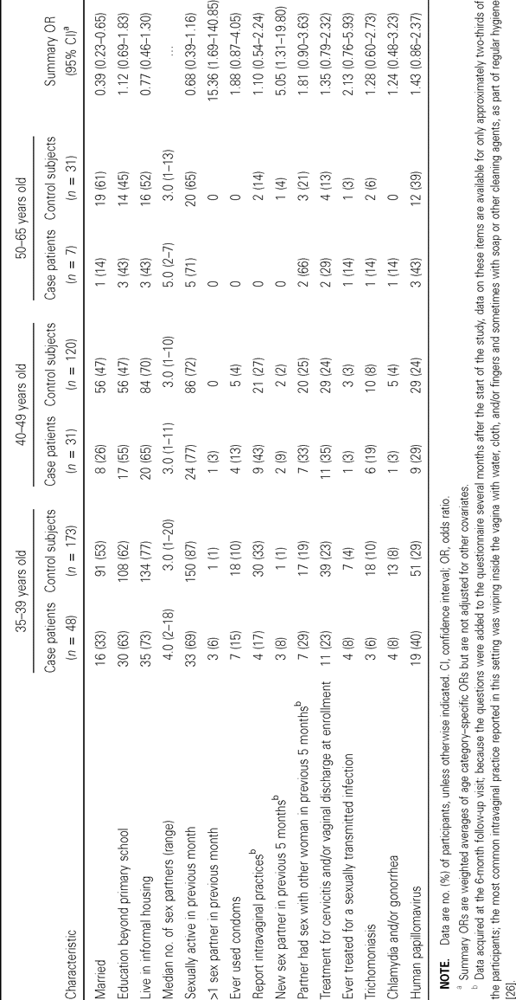 35–39 years old 40–49 years old 50–65 years old
Characteristic Case patients (n = 48) Control subjects (n = 173) Case patients (n = 31) Control subjects (n = 120) Case patients (n = 7) Control subjects (n = 31) Summary OR (95% CI)a
Married 16 (33) 91 (53) 8 (26) 56 (47) 1 (14) 19 (61) 0.39 (0.23–0.65)
Education beyond primary school 30 (63) 108 (62) 17 (55) 56 (47) 3 (43) 14 (45) 1.12 (0.69–1.83)
Live in informal housing 35 (73) 134 (77) 20 (65) 84 (70) 3 (43) 16 (52) 0.77 (0.46–1.30)
Median no. of sex partners (range) 4.0 (2–18) 3.0 (1–20) 3.0 (1–11) 3.0 (1–10) 5.0 (2–7) 3.0 (1–13) ...
Sexually active in previous month 33 (69) 150 (87) 24 (77) 86 (72) 5 (71) 20 (65) 0.68 (0.39–1.16)
>1 sex partner in previous month 3 (6) 1 (1) 1 (3) 0 0 0 15.36 (1.69–140.85)
Ever used condoms 7 (15) 18 (10) 4 (13) 5 (4) 0 0 1.88 (0.87–4.05)
Report intravaginal practicesb 4 (17) 30 (33) 9 (43) 21 (27) 0 2 (14) 1.10 (0.54–2.24)
New sex partner in previous 5 monthsb 3 (8) 1 (1) 2 (9) 2 (2) 0 1 (4) 5.05 (1.31–19.80)
Partner had sex with other woman in previous 5 monthsb 7 (29) 17 (19) 7 (33) 20 (25) 2 (66) 3 (21) 1.81 (0.90–3.63)
Treatment for cervicitis and/or vaginal discharge at enrollment 11 (23) 39 (23) 11 (35) 29 (24) 2 (29) 4 (13) 1.35 (0.79–2.32)
Ever treated for a sexually transmitted infection 4 (8) 7 (4) 1 (3) 3 (3) 1 (14) 1 (3) 2.13 (0.76–5.93)
Trichomoniasis 3 (6) 18 (10) 6 (19) 10 (8) 1 (14) 2 (6) 1.28 (0.60–2.73)
Chlamydia and/or gonorrhea 4 (8) 13 (8) 1 (3) 5 (4) 1 (14) 0 1.24 (0.48–3.23)
Human papillomavirus 19 (40) 51 (29) 9 (29) 29 (24) 3 (43) 12 (39) 1.43 (0.86–2.37)
NOTE. Data are no. (%) of participants, unless otherwise indicated. CI, confidence interval; OR, odds ratio.
a Summary ORs are weighted averages of age category–specific ORs but are not adjusted for other covariates.
b Data acquired at the 6-month follow-up visit; because the questions were added to the questionnaire several months after the start of the study, data on these items are available for only approximately two-thirds of
the participants; the most common intravaginal practice reported in this setting was wiping inside the vagina with water, cloth, and/or fingers and sometimes with soap or other cleaning agents, as part of regular hygiene
[26].